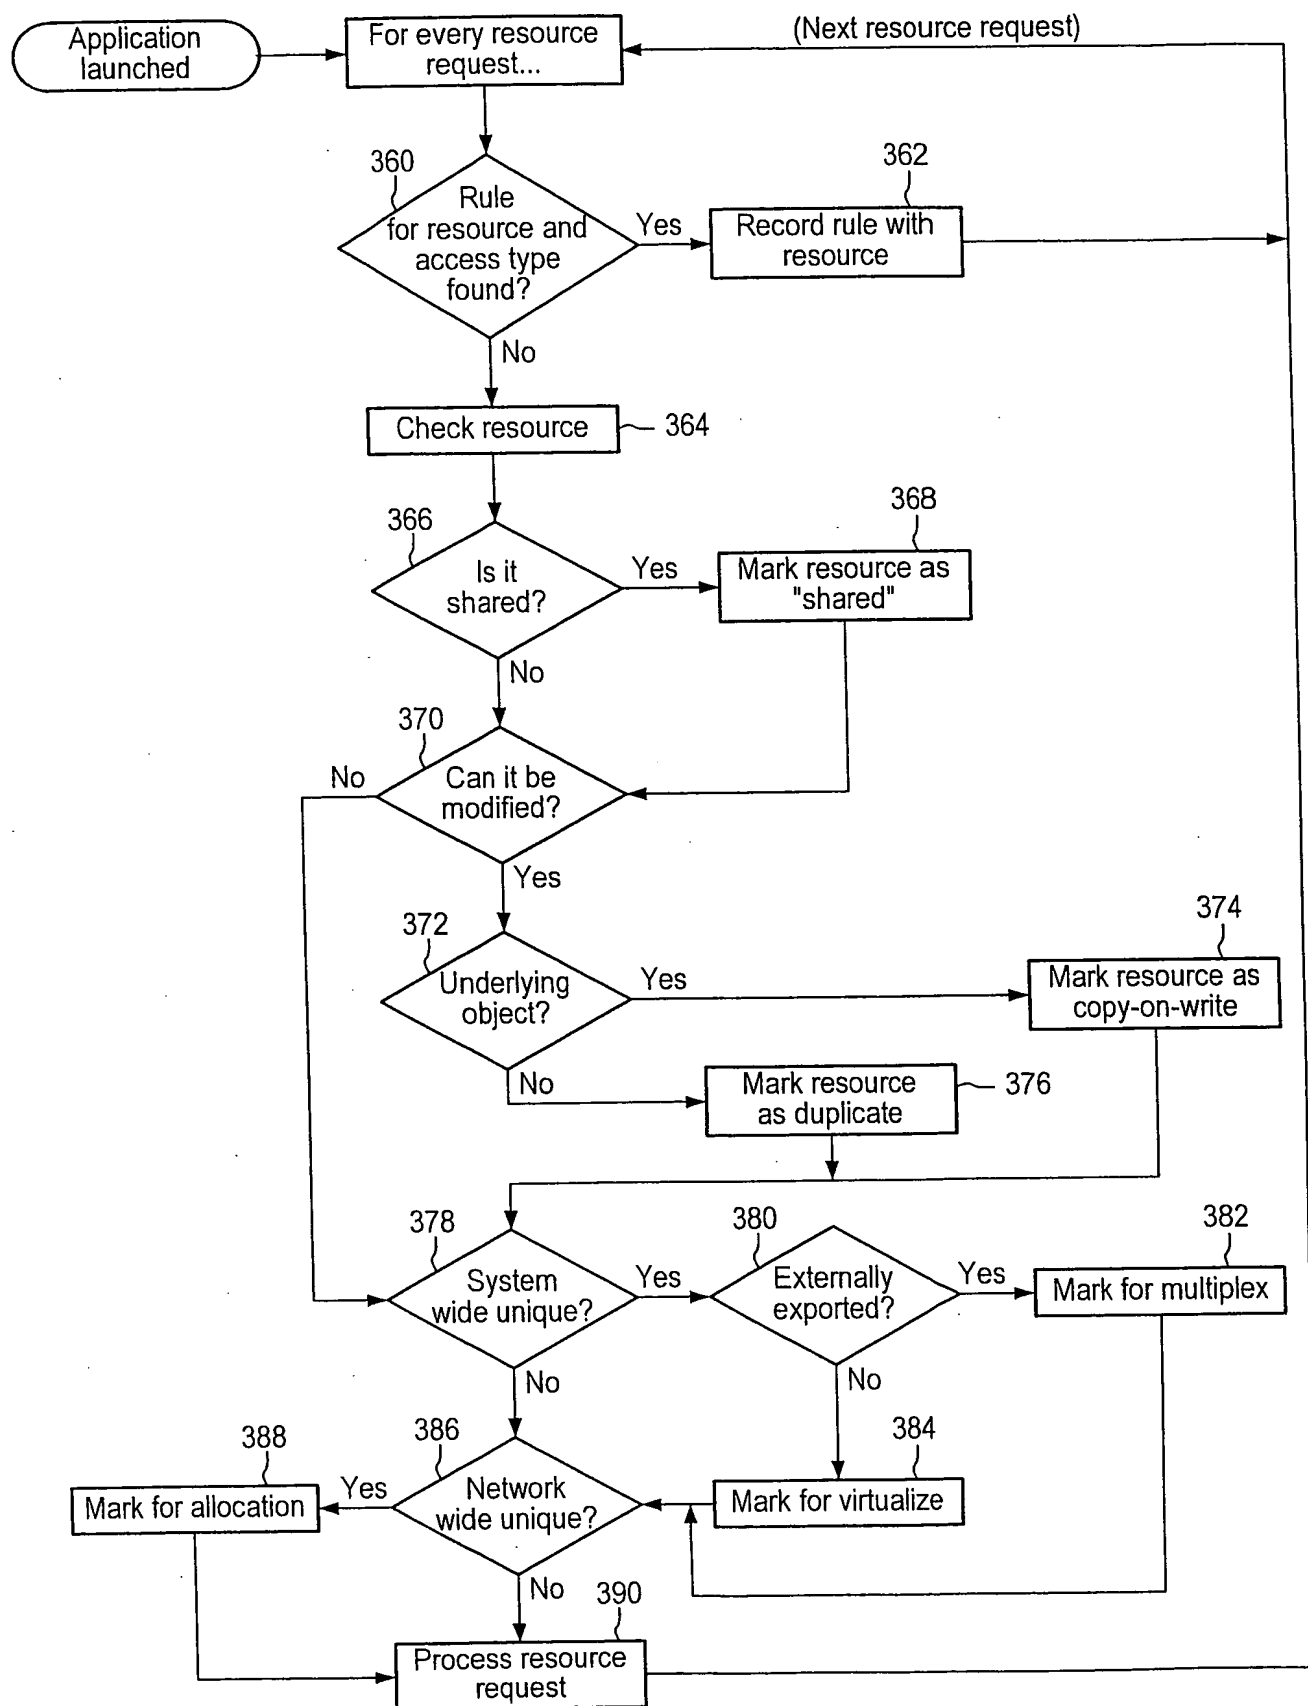 Application
launched
For every resource
request...
(Next resource request)
360
Rule
for resource and
access type
found?
Yes
362
Record rule with
resource
No
Check resource
364
366
Is it
shared?
Yes
368
Mark resource as
"shared"
No
370
No
Can it be
modified?
Yes
372
Underlying
object?
Yes
374
Mark resource as
copy-on-write
No
Mark resource
as duplicate
376
378
System
wide unique?
Yes
380
Externally
exported?
Yes
382
Mark for multiplex
No
No
384
Mark for virtualize
386
Network
wide unique?
Yes
388
Mark for allocation
No
390
Process resource
request